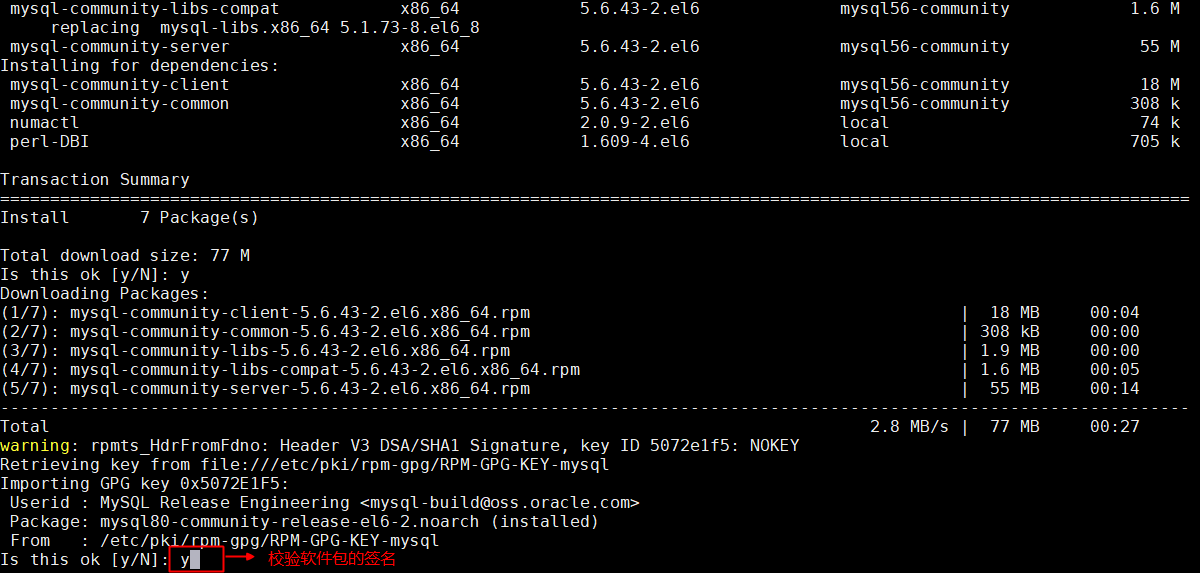 mysql-community-libs-compat x86_64 5.6.43-2.el6 mysql56-community 1.6 M
replacing mysql-libs.x86_64 5.1.73-8.el6_8
mysql-community-server x86_64 5.6.43-2.el6 mysql56-community 55 M
Installing for dependencies:
mysql-community-client x86_64 5.6.43-2.el6 mysql56-community 18 M
mysql-community-common x86_64 5.6.43-2.el6 mysql56-community 308 k
numactl x86_64 2.0.9-2.el6 local 74 k
perl-DBI x86_64 1.609-4.el6 local 705 k
Transaction Summary
=======================================================================================================================
Install 7 Package(s)
Total download size: 77 M
Is this ok [y/N]: y
Downloading Packages:
(1/7): mysql-community-client-5.6.43-2.el6.x86_64.rpm | 18 MB 00:04
(2/7): mysql-community-common-5.6.43-2.el6.x86_64.rpm | 308 kB 00:00
(3/7): mysql-community-libs-5.6.43-2.el6.x86_64.rpm | 1.9 MB 00:00
(4/7): mysql-community-libs-compat-5.6.43-2.el6.x86_64.rpm | 1.6 MB 00:05
(5/7): mysql-community-server-5.6.43-2.el6.x86_64.rpm | 55 MB 00:14
-----------------------------------------------------------------------------------------------------------------------
Total 2.8 MB/s | 77 MB 00:27
warning: rpmts_HdrFromFdno: Header V3 DSA/SHA1 Signature, key ID 5072e1f5: NOKEY
Retrieving key from file:///etc/pki/rpm-gpg/RPM-GPG-KEY-mysql
Importing GPG key 0x5072E1F5:
Userid : MySQL Release Engineering <mysql-build@oss.oracle.com>
Package: mysql80-community-release-el6-2.noarch (installed)
From : /etc/pki/rpm-gpg/RPM-GPG-KEY-mysql
Is this ok [y/N]: y 校验软件包的签名